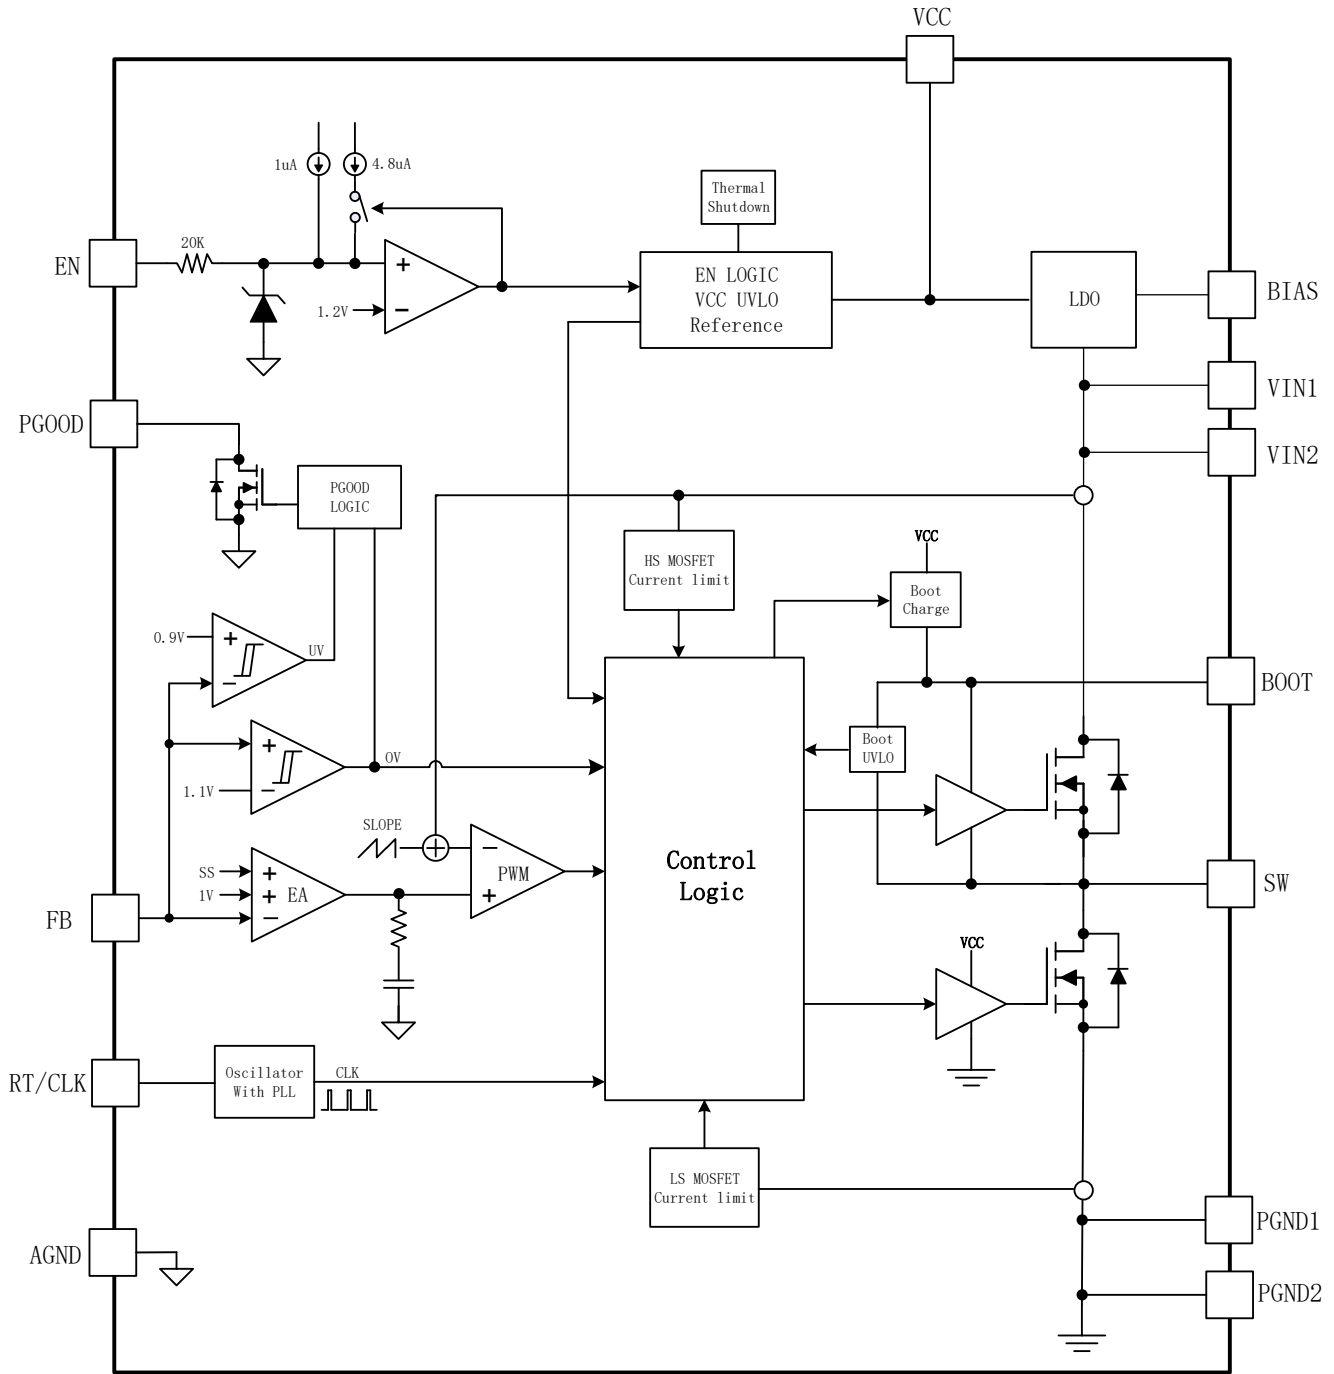 VCC
1uA
4.8uA
Thermal
Shutdown
20K
EN
+
1.2V
−
EN LOGIC
VCC UVLO
Reference
LDO
BIAS
VIN1
VIN2
PGOOD
PGOOD
LOGIC
HS MOSFET
Current limit
VCC
Boot
Charge
0.9V
+
−
UV
BOOT
Boot
UVLO
+
1.1V
−
OV
SLOPE
+
−
PWM
+
SS
+
1V
+
EA
−
FB
Control
Logic
SW
VCC
RT/CLK
Oscillator
With PLL
CLK
LS MOSFET
Current limit
PGND1
AGND
PGND2